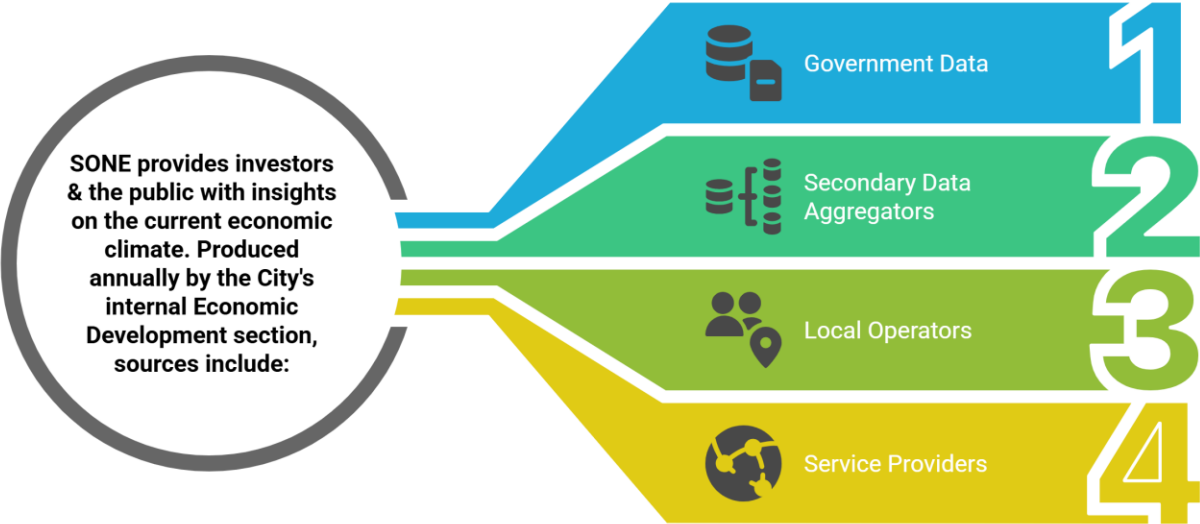 SONE provides investors
& the public with insights
on the current economic
climate. Produced
annually by the City's
internal Economic
Development section,
sources include:
Government Data
1
Secondary Data
Aggregators
2
Local Operators
3
Service Providers
4